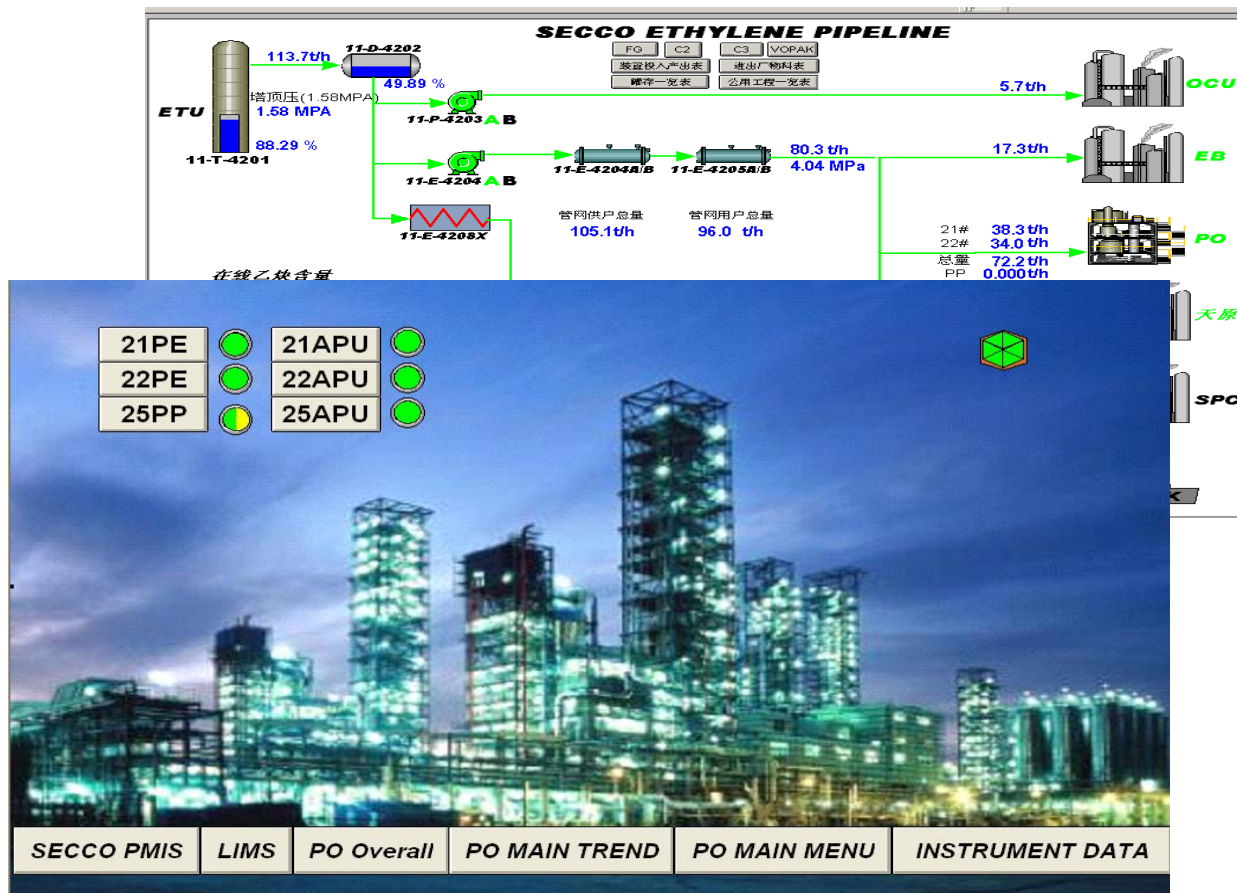 SECCO ETHYLENE PIPELINE
FG C2 C3 VOPAK
装置投入产出表 进出厂物料表
罐存一览表 公用工程一览表
113.7t/h
11-D-4202
49.89 %
塔顶压(1.58MPA)
ETU
1.58 MPA
88.29 %
11-T-4201
11-P-4203 A B
5.7t/h
OCU
11-E-4204 A B
11-E-4204A/B
11-E-4205A/B
80.3 t/h
4.04 MPa
17.3t/h
EB
11-E-4208X
管网供户总量
105.1t/h
管网用户总量
96.0 t/h
21# 38.3t/h
22# 34.0t/h
总量 72.2t/h
PP 0.000t/h
PO
在线乙炔含量
天原
SPC
K
21PE 21APU
22PE 22APU
25PP 25APU
SECCO PMIS LIMS PO Overall PO MAIN TREND PO MAIN MENU INSTRUMENT DATA